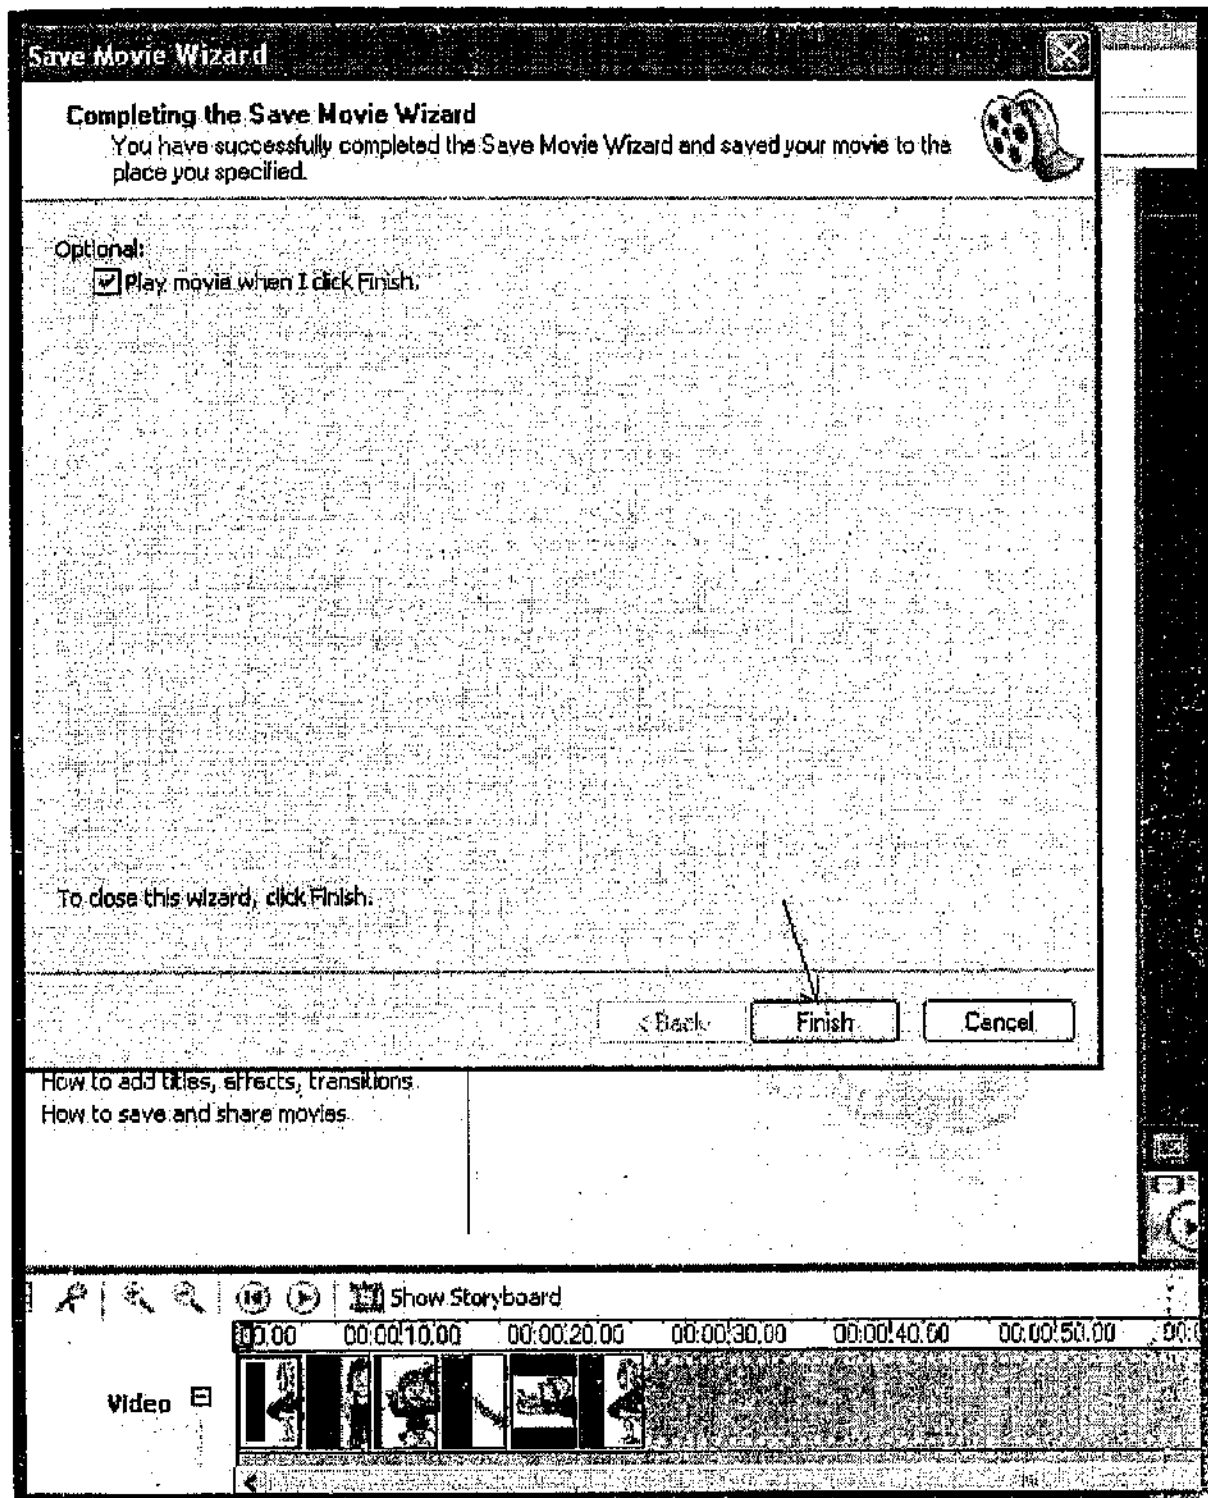 Save Movie Wizard
Completing the Save Movie Wizard
You have successfully completed the Save Movie Wizard and saved your movie to the
place you specified.
Optional:
Play movie when I click Finish.
To close this wizard, click Finish.
< Back
Finish
Cancel
How to add titles, effects, transitions
How to save and share movies
Show Storyboard
00:00:10.00 00:00:20.00 00:00:30.00 00:00:40.00 00:00:50.00
Video